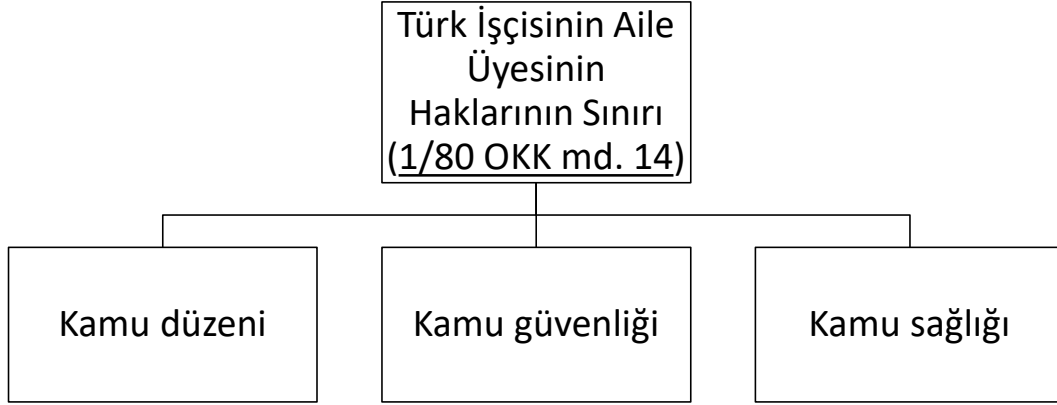 Türk İşçisinin Aile
Üyesinin
Haklarının Sınırı
(1/80 OKK md. 14)
Kamu düzeni
Kamu güvenliği
Kamu sağlığı